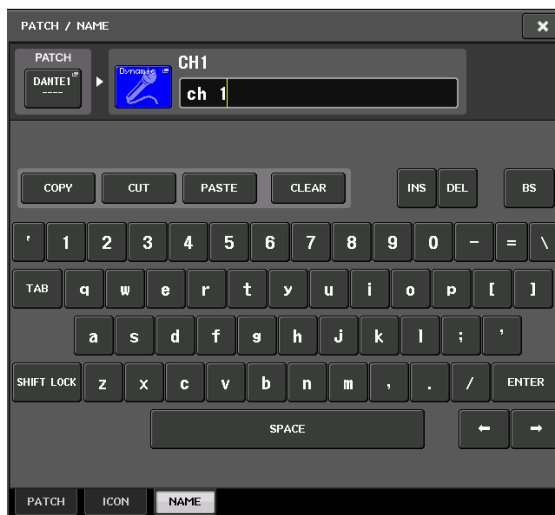 PATCH / NAME
×
PATCH
DANTE1
----
Dynamic
CH1
ch 1
COPY CUT PASTE CLEAR INS DEL BS
' 1 2 3 4 5 6 7 8 9 0 - = \
TAB q w e r t y u i o p [ ]
a s d f g h j k l ; '
SHIFT LOCK z x c v b n m , . / ENTER
SPACE ← →
PATCH ICON NAME